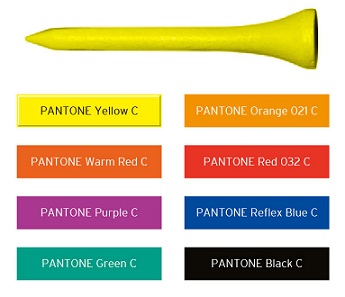 PANTONE Yellow C
PANTONE Orange 021 C
PANTONE Warm Red C
PANTONE Red 032 C
PANTONE Purple C
PANTONE Reflex Blue C
PANTONE Green C
PANTONE Black C